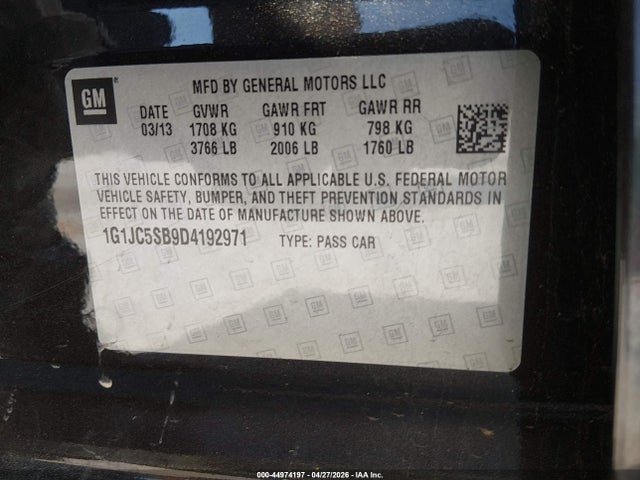 GM
MFD BY GENERAL MOTORS LLC
DATE GVWR GAWR FRT GAWR RR
03/13 1708 KG 910 KG 798 KG
3766 LB 2006 LB 1760 LB
THIS VEHICLE CONFORMS TO ALL APPLICABLE U.S. FEDERAL MOTOR
VEHICLE SAFETY, BUMPER, AND THEFT PREVENTION STANDARDS IN
EFFECT ON THE DATE OF MANUFACTURE SHOWN ABOVE.
1G1JC5SB9D4192971 TYPE: PASS CAR
000-44974197 - 04/27/2026 - IAA Inc.